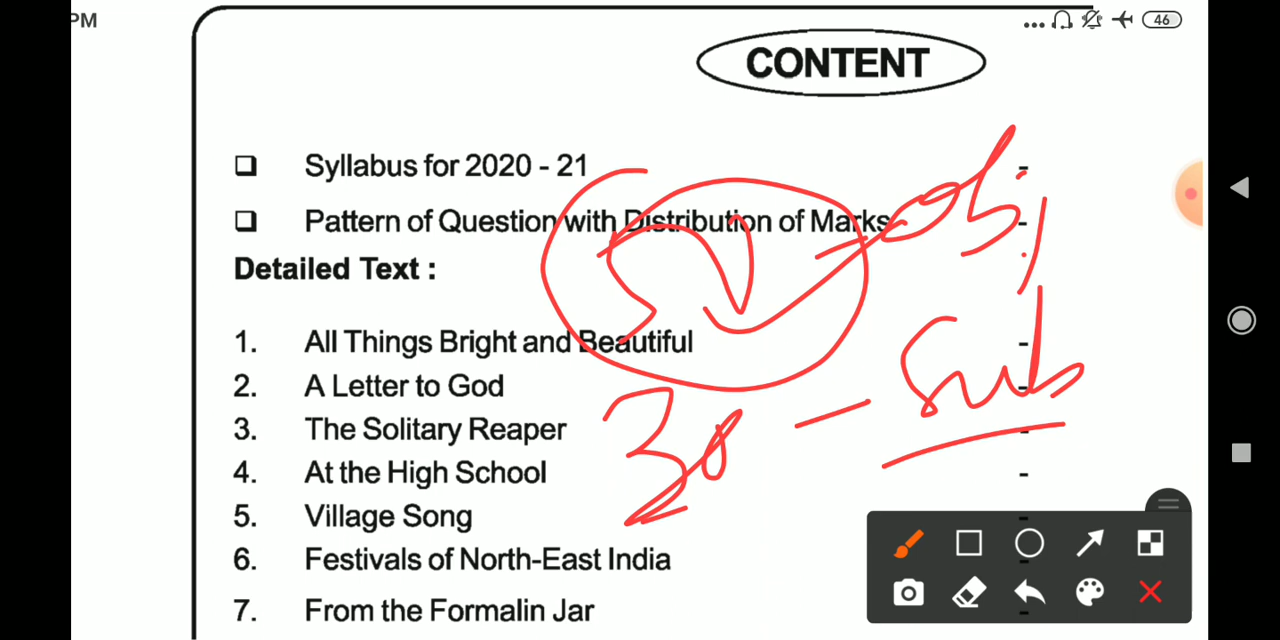 PM
46
CONTENT
Syllabus for 2020 - 21 -
Pattern of Question with Distribution of Marks -
obj
Detailed Text :
1. All Things Bright and Beautiful -
2. A Letter to God -
30 - Sub
3. The Solitary Reaper -
4. At the High School -
5. Village Song -
6. Festivals of North-East India -
7. From the Formalin Jar -